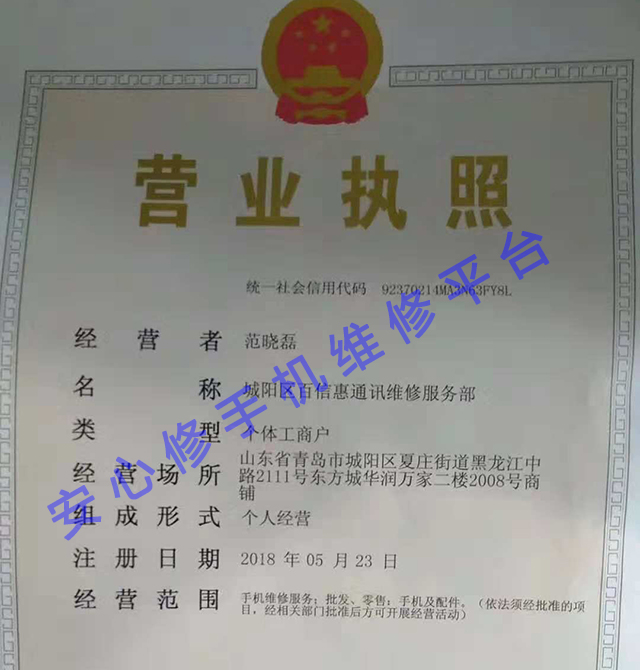 营业执照
统一社会信用代码 92370214MA3N63FY8L
经营者 范晓磊
名称 城阳区百信惠通讯维修服务部
类型 个体工商户
经营场所 山东省青岛市城阳区夏庄街道黑龙江中
路2111号东方城华润万家二楼2008号商
铺
组成形式 个人经营
注册日期 2018 年 05 月 23 日
经营范围 手机维修服务；批发、零售：手机及配件。（依法须经批准的项
目，经相关部门批准后方可开展经营活动）
安心修手机维修平台